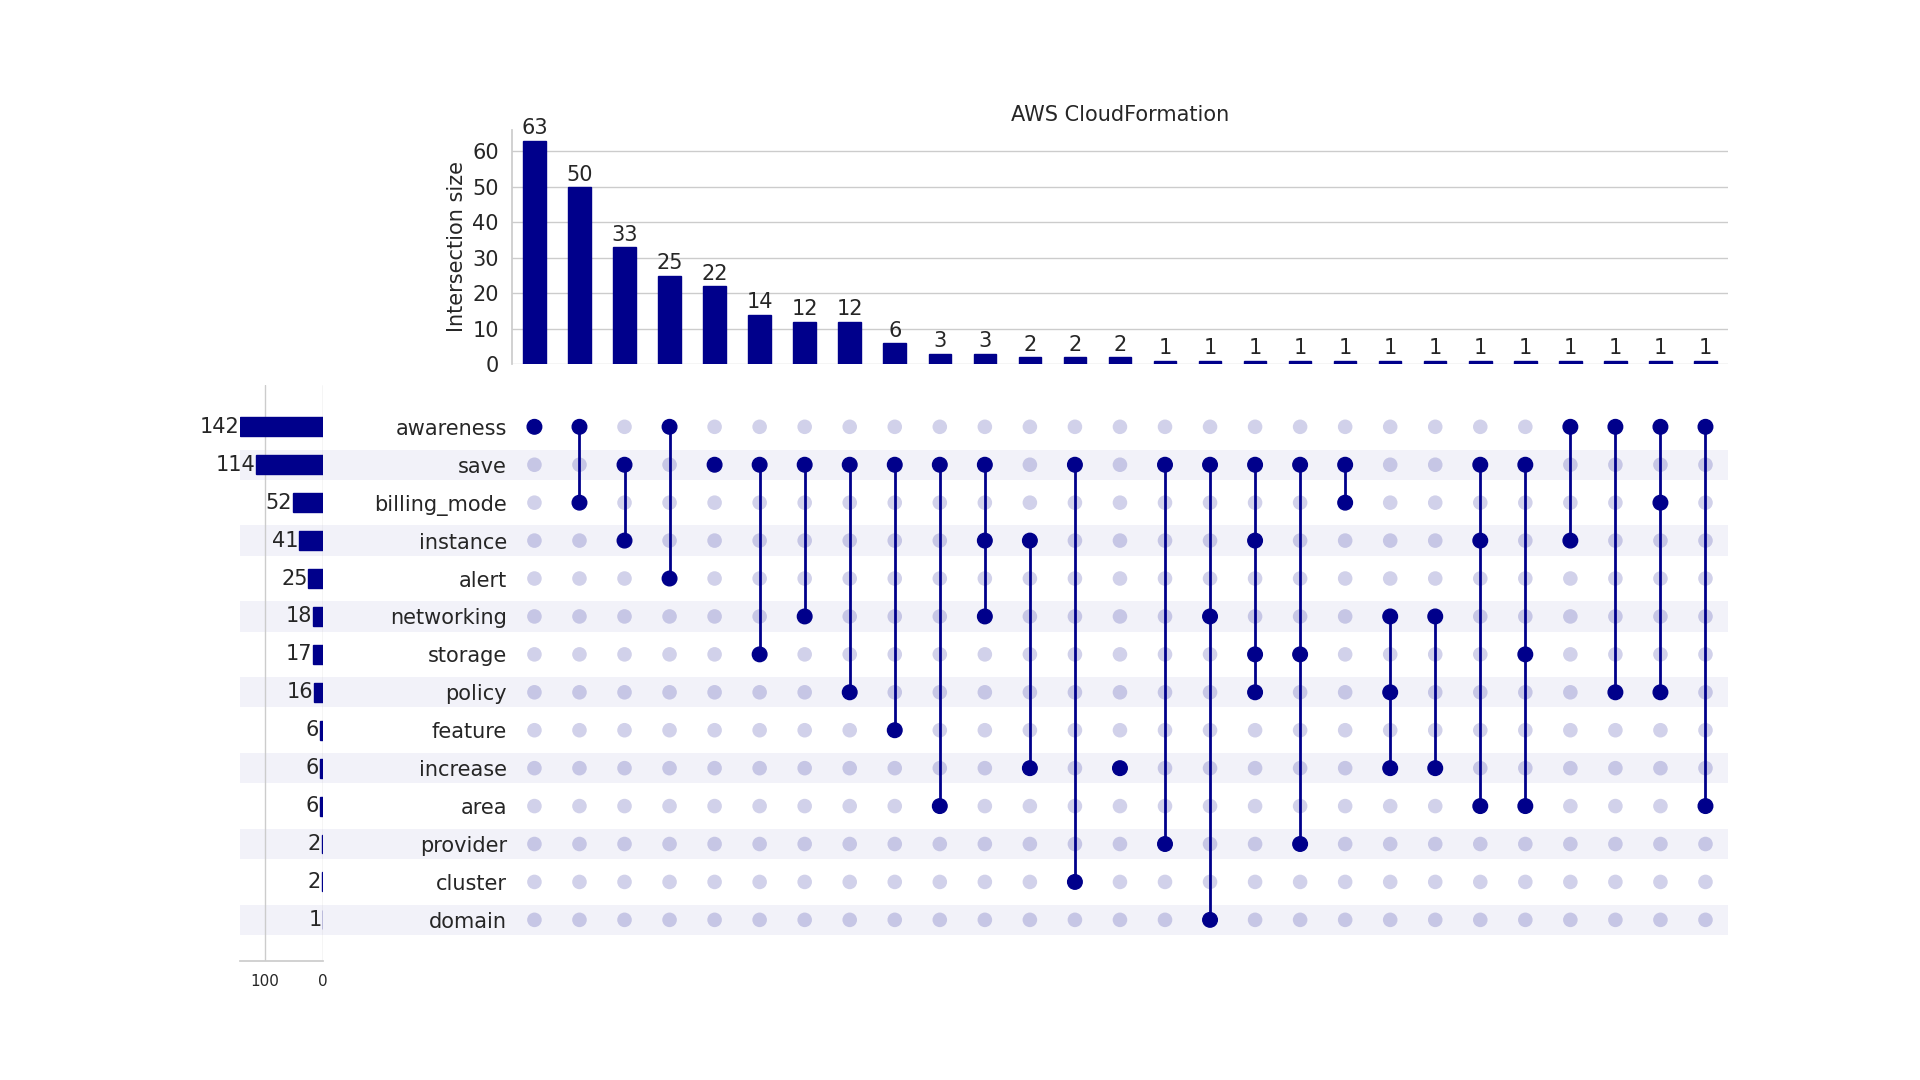 AWS CloudFormation
63 50 33 25 22 14 12 12 6 3 3 2 2 2 1 1 1 1 1 1 1 1 1 1 1 1 1
Intersection size
60
50
40
30
20
10
0
142 awareness
114 save
52 billing_mode
41 instance
25 alert
18 networking
17 storage
16 policy
6 feature
6 increase
6 area
2 provider
2 cluster
1 domain
100 0